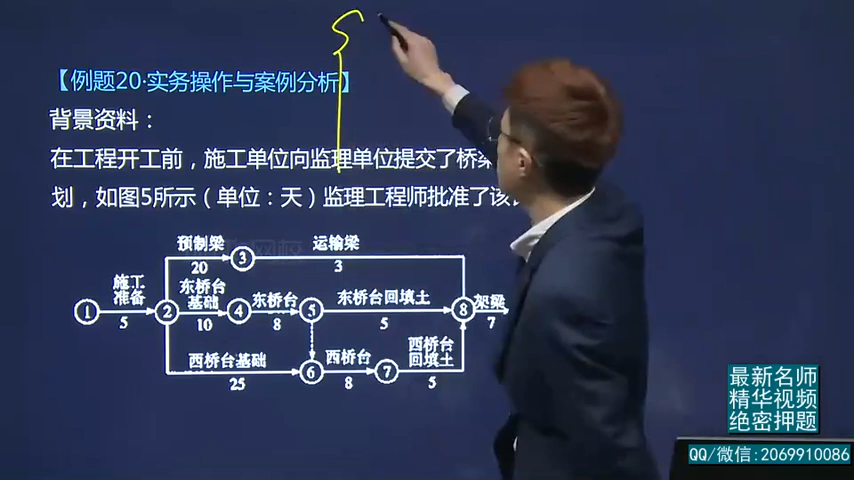 【例题20·实务操作与案例分析】
背景资料：
在工程开工前，施工单位向监理单位提交了桥梁
划，如图5所示（单位：天）监理工程师批准了该
预制梁
20
③
运输梁
3
施工
准备
①
5
②
东桥台
基础
10
④
东桥台
8
⑤
东桥台回填土
5
⑧
架梁
7
西桥台基础
25
⑥
西桥台
8
⑦
西桥台
回填土
5
最新名师
精华视频
绝密押题
QQ/微信:2069910086